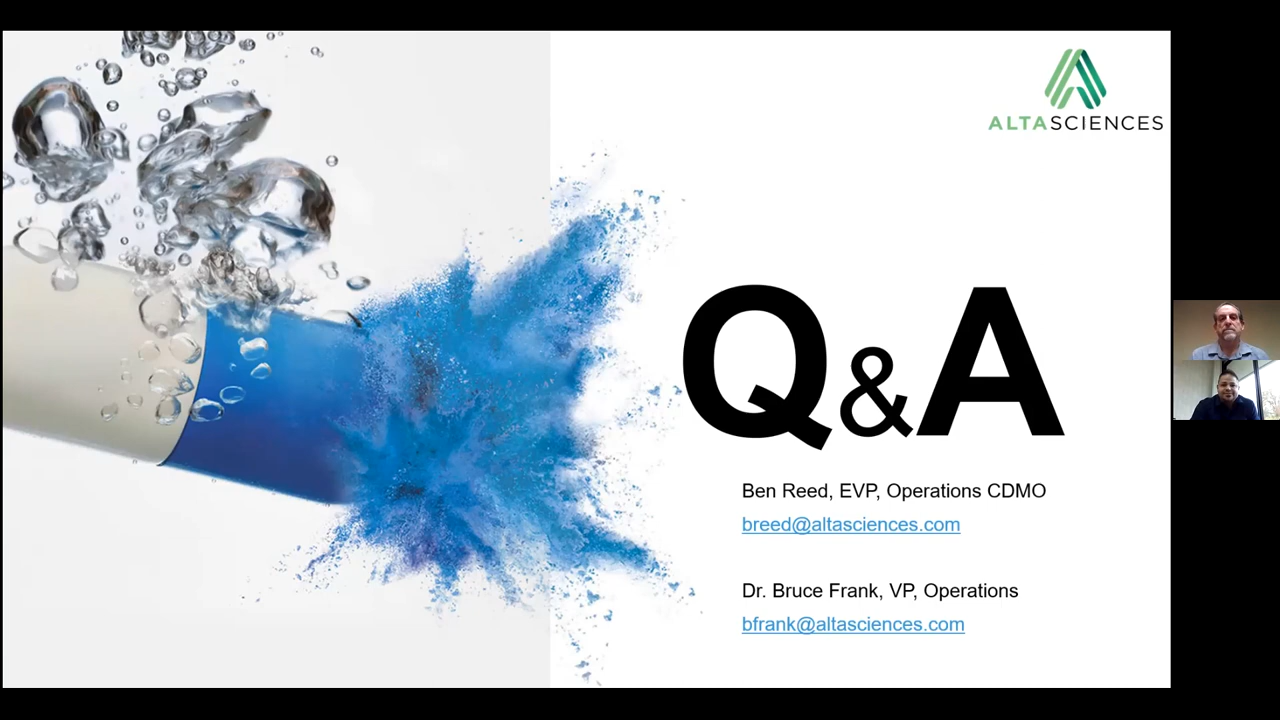 ALTASCIENCES
Q&A
Ben Reed, EVP, Operations CDMO
breed@altasciences.com
Dr. Bruce Frank, VP, Operations
bfrank@altasciences.com